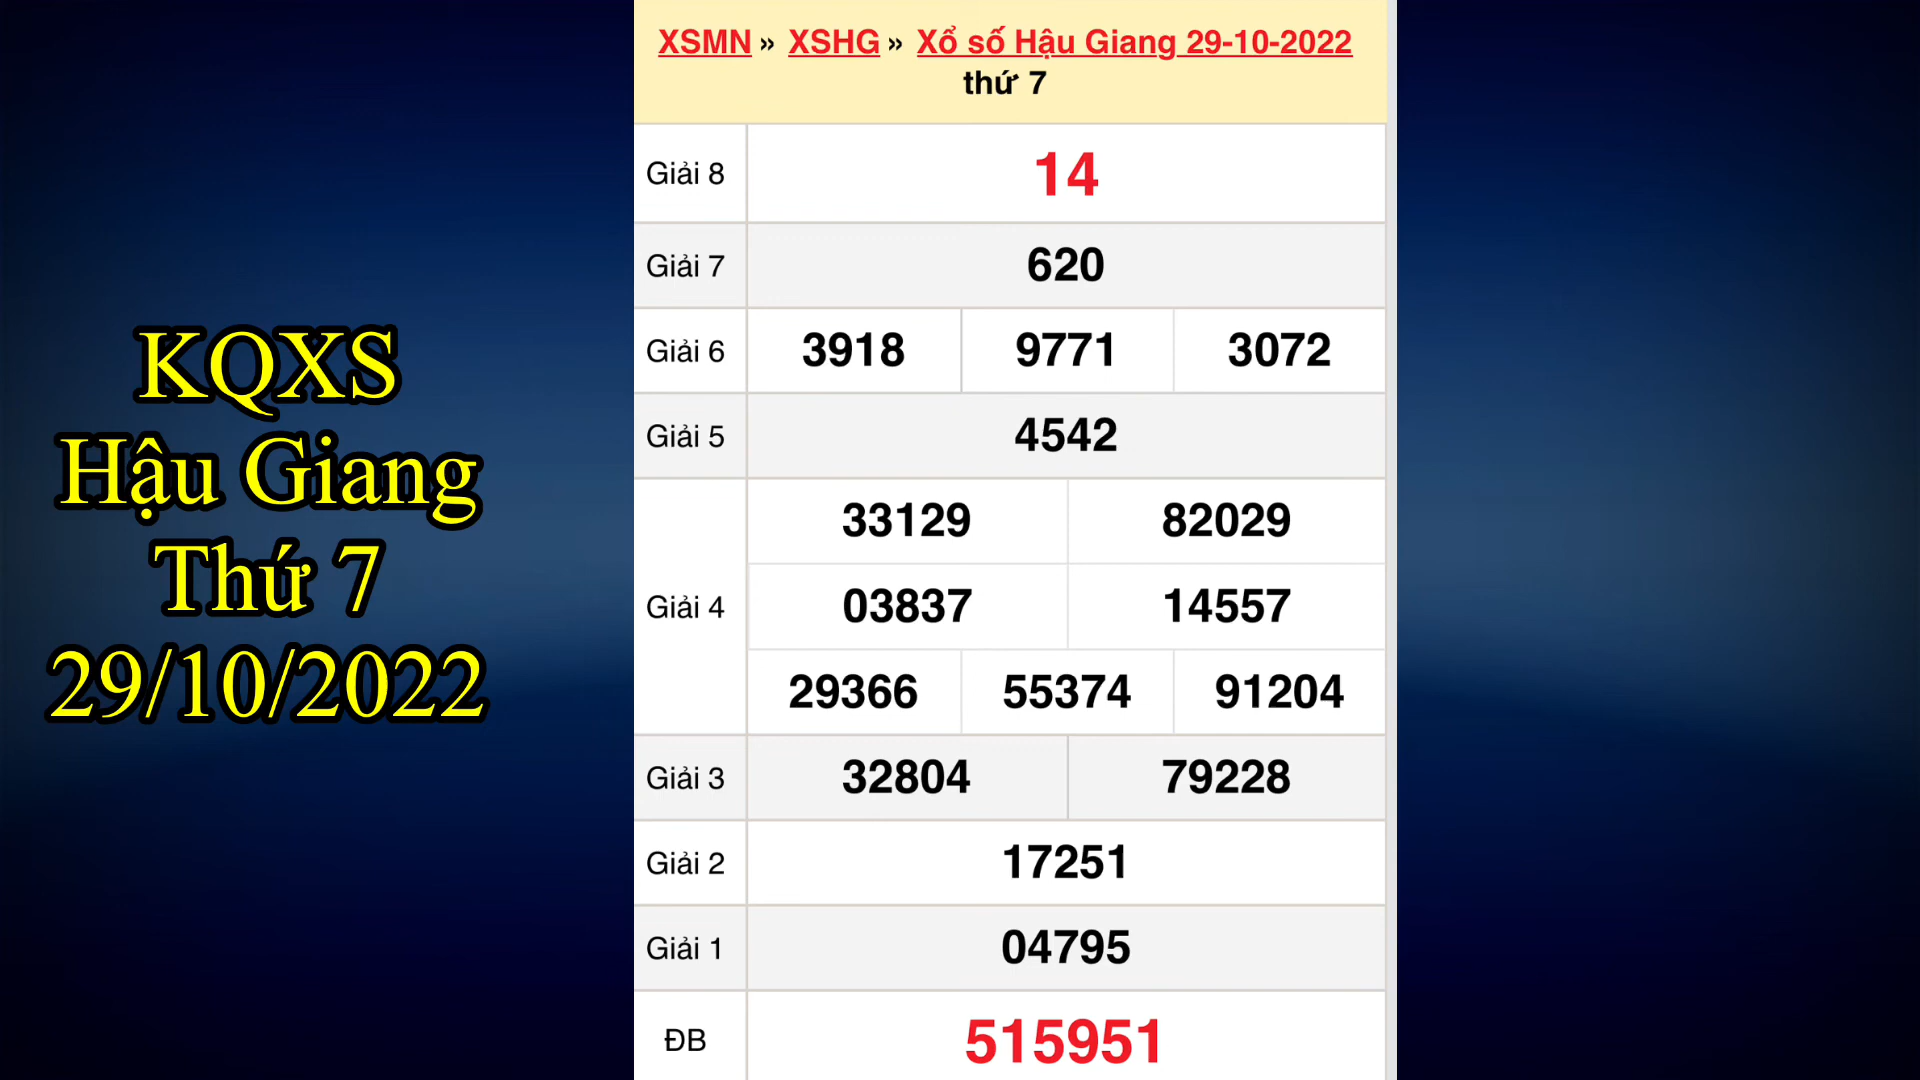 KQXS
Hậu Giang
Thứ 7
29/10/2022
XSMN » XSHG » Xổ số Hậu Giang 29-10-2022
thứ 7
Giải 8 14
Giải 7 620
Giải 6 3918 9771 3072
Giải 5 4542
Giải 4
33129 82029
03837 14557
29366 55374 91204
Giải 3 32804 79228
Giải 2 17251
Giải 1 04795
ĐB 515951